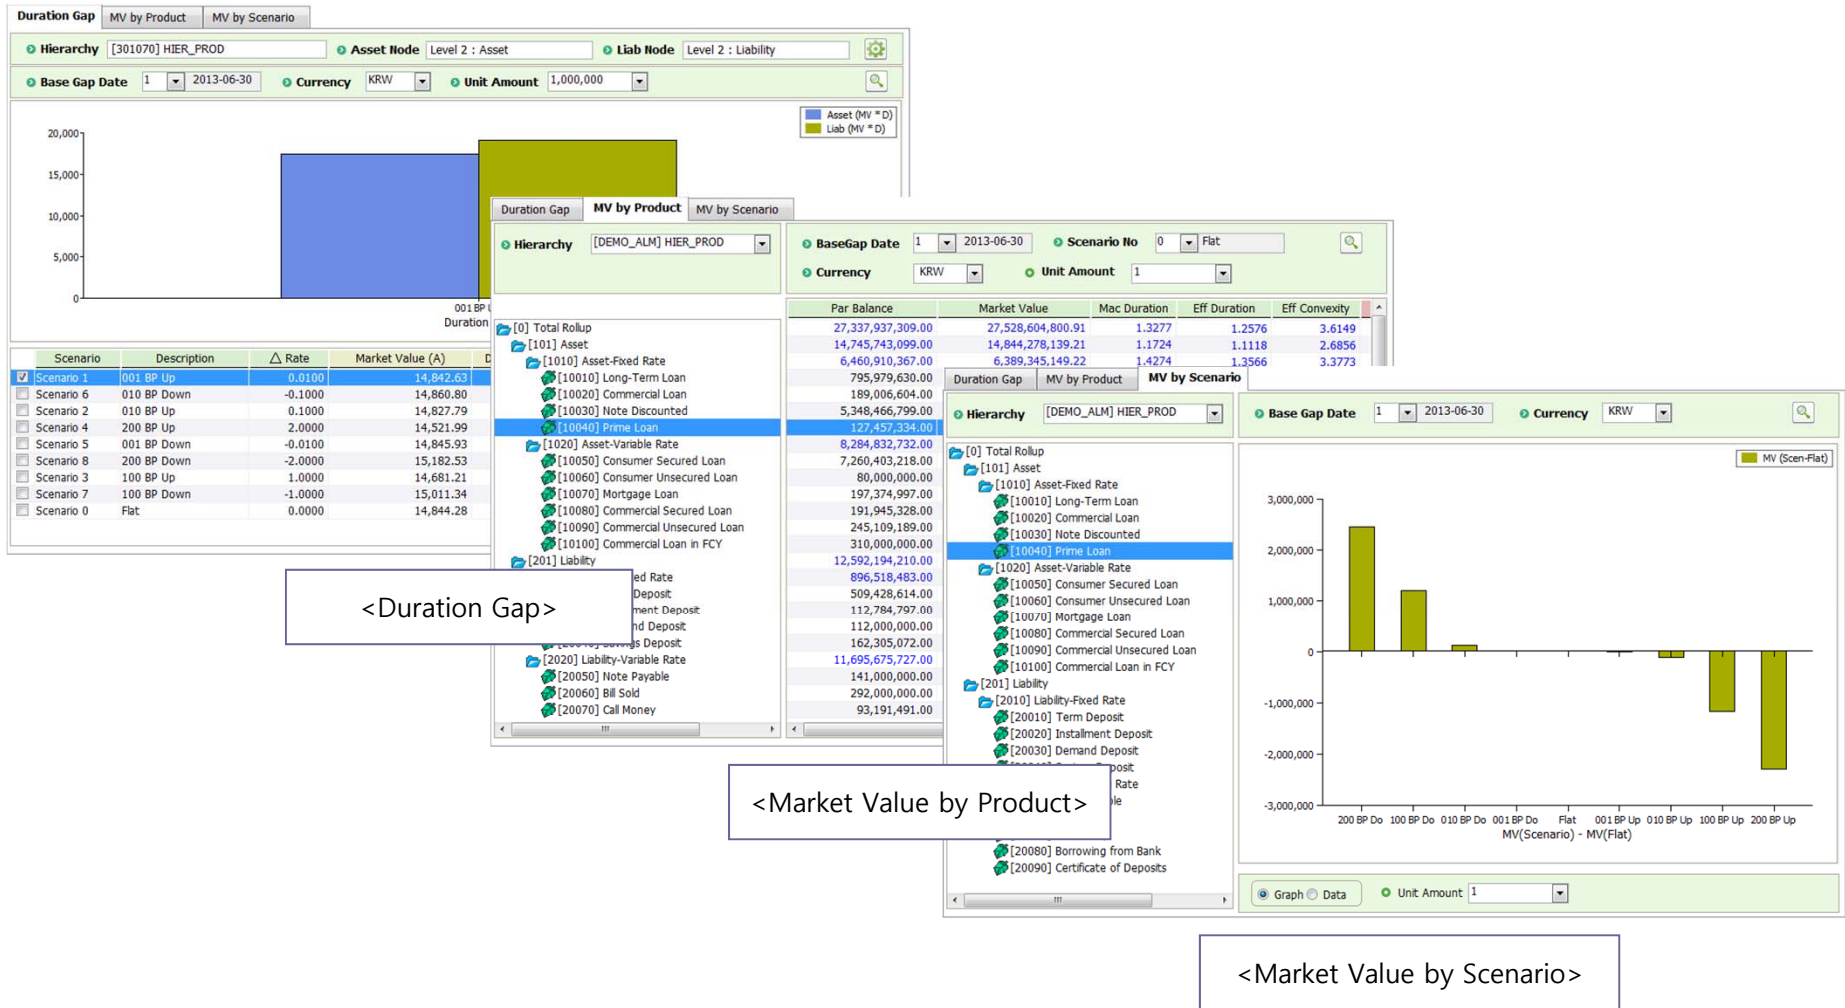 Duration Gap MV by Product MV by Scenario
Hierarchy [301070] HIER_PROD Asset Node Level 2 : Asset Liab Node Level 2 : Liability
Base Gap Date 1 2013-06-30 Currency KRW Unit Amount 1,000,000
Asset (MV * D)
Liab (MV * D)
20,000
15,000
10,000
5,000
0
001 BP
Duration
Scenario Description △ Rate Market Value (A) D
Scenario 1 001 BP Up 0.0100 14,842.63
Scenario 6 010 BP Down -0.1000 14,860.80
Scenario 2 010 BP Up 0.1000 14,827.79
Scenario 4 200 BP Up 2.0000 14,521.99
Scenario 5 001 BP Down -0.0100 14,845.93
Scenario 8 200 BP Down -2.0000 15,182.53
Scenario 3 100 BP Up 1.0000 14,681.21
Scenario 7 100 BP Down -1.0000 15,011.34
Scenario 0 Flat 0.0000 14,844.28
<Duration Gap>
Duration Gap MV by Product MV by Scenario
Hierarchy [DEMO_ALM] HIER_PROD
BaseGap Date 1 2013-06-30 Scenario No 0 Flat
Currency KRW Unit Amount 1
Par Balance Market Value Mac Duration Eff Duration Eff Convexity
[0] Total Rollup 27,337,937,309.00 27,528,604,800.91 1.3277 1.2576 3.6149
[101] Asset 14,745,743,099.00 14,844,278,139.21 1.1724 1.1118 2.6856
[1010] Asset-Fixed Rate 6,460,910,367.00 6,389,345,149.22 1.4274 1.3566 3.3773
[10010] Long-Term Loan 795,979,630.00
[10020] Commercial Loan 189,006,604.00
[10030] Note Discounted 5,348,466,799.00
[10040] Prime Loan 127,457,334.00
[1020] Asset-Variable Rate 8,284,832,732.00
[10050] Consumer Secured Loan 7,260,403,218.00
[10060] Consumer Unsecured Loan 80,000,000.00
[10070] Mortgage Loan 197,374,997.00
[10080] Commercial Secured Loan 191,945,328.00
[10090] Commercial Unsecured Loan 245,109,189.00
[10100] Commercial Loan in FCY 310,000,000.00
[201] Liability 12,592,194,210.00
ed Rate 896,518,483.00
Deposit 509,428,614.00
ment Deposit 112,784,797.00
nd Deposit 112,000,000.00
Deposit 162,305,072.00
[2020] Liability-Variable Rate 11,695,675,727.00
[20050] Note Payable 141,000,000.00
[20060] Bill Sold 292,000,000.00
[20070] Call Money 93,191,491.00
<Market Value by Product>
Duration Gap MV by Product MV by Scenario
Hierarchy [DEMO_ALM] HIER_PROD Base Gap Date 1 2013-06-30 Currency KRW
[0] Total Rollup
[101] Asset
[1010] Asset-Fixed Rate
[10010] Long-Term Loan
[10020] Commercial Loan
[10030] Note Discounted
[10040] Prime Loan
[1020] Asset-Variable Rate
[10050] Consumer Secured Loan
[10060] Consumer Unsecured Loan
[10070] Mortgage Loan
[10080] Commercial Secured Loan
[10090] Commercial Unsecured Loan
[10100] Commercial Loan in FCY
[201] Liability
[2010] Liability-Fixed Rate
[20010] Term Deposit
[20020] Installment Deposit
[20030] Demand Deposit
posit
Rate
[20080] Borrowing from Bank
[20090] Certificate of Deposits
MV (Scen-Flat)
3,000,000
2,000,000
1,000,000
0
-1,000,000
-2,000,000
-3,000,000
200 BP Do 100 BP Do 010 BP Do 001 BP Do Flat 001 BP Up 010 BP Up 100 BP Up 200 BP Up
MV(Scenario) - MV(Flat)
Graph Data Unit Amount 1
<Market Value by Scenario>